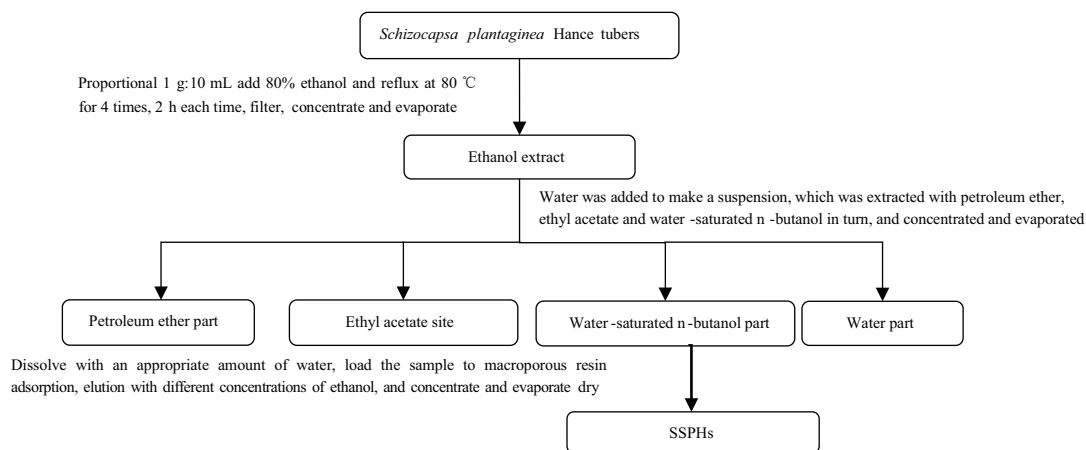 Schizocapsa plantaginea Hance tubers
Proportional 1 g:10 mL add 80% ethanol and reflux at 80 ℃
for 4 times, 2 h each time, filter, concentrate and evaporate
Ethanol extract
Water was added to make a suspension, which was extracted with petroleum ether,
ethyl acetate and water -saturated n -butanol in turn, and concentrated and evaporated
Petroleum ether part
Ethyl acetate site
Water-saturated n-butanol part
Water part
Dissolve with an appropriate amount of water, load the sample to macroporous resin
adsorption, elution with different concentrations of ethanol, and concentrate and evaporate dry
SSPHs